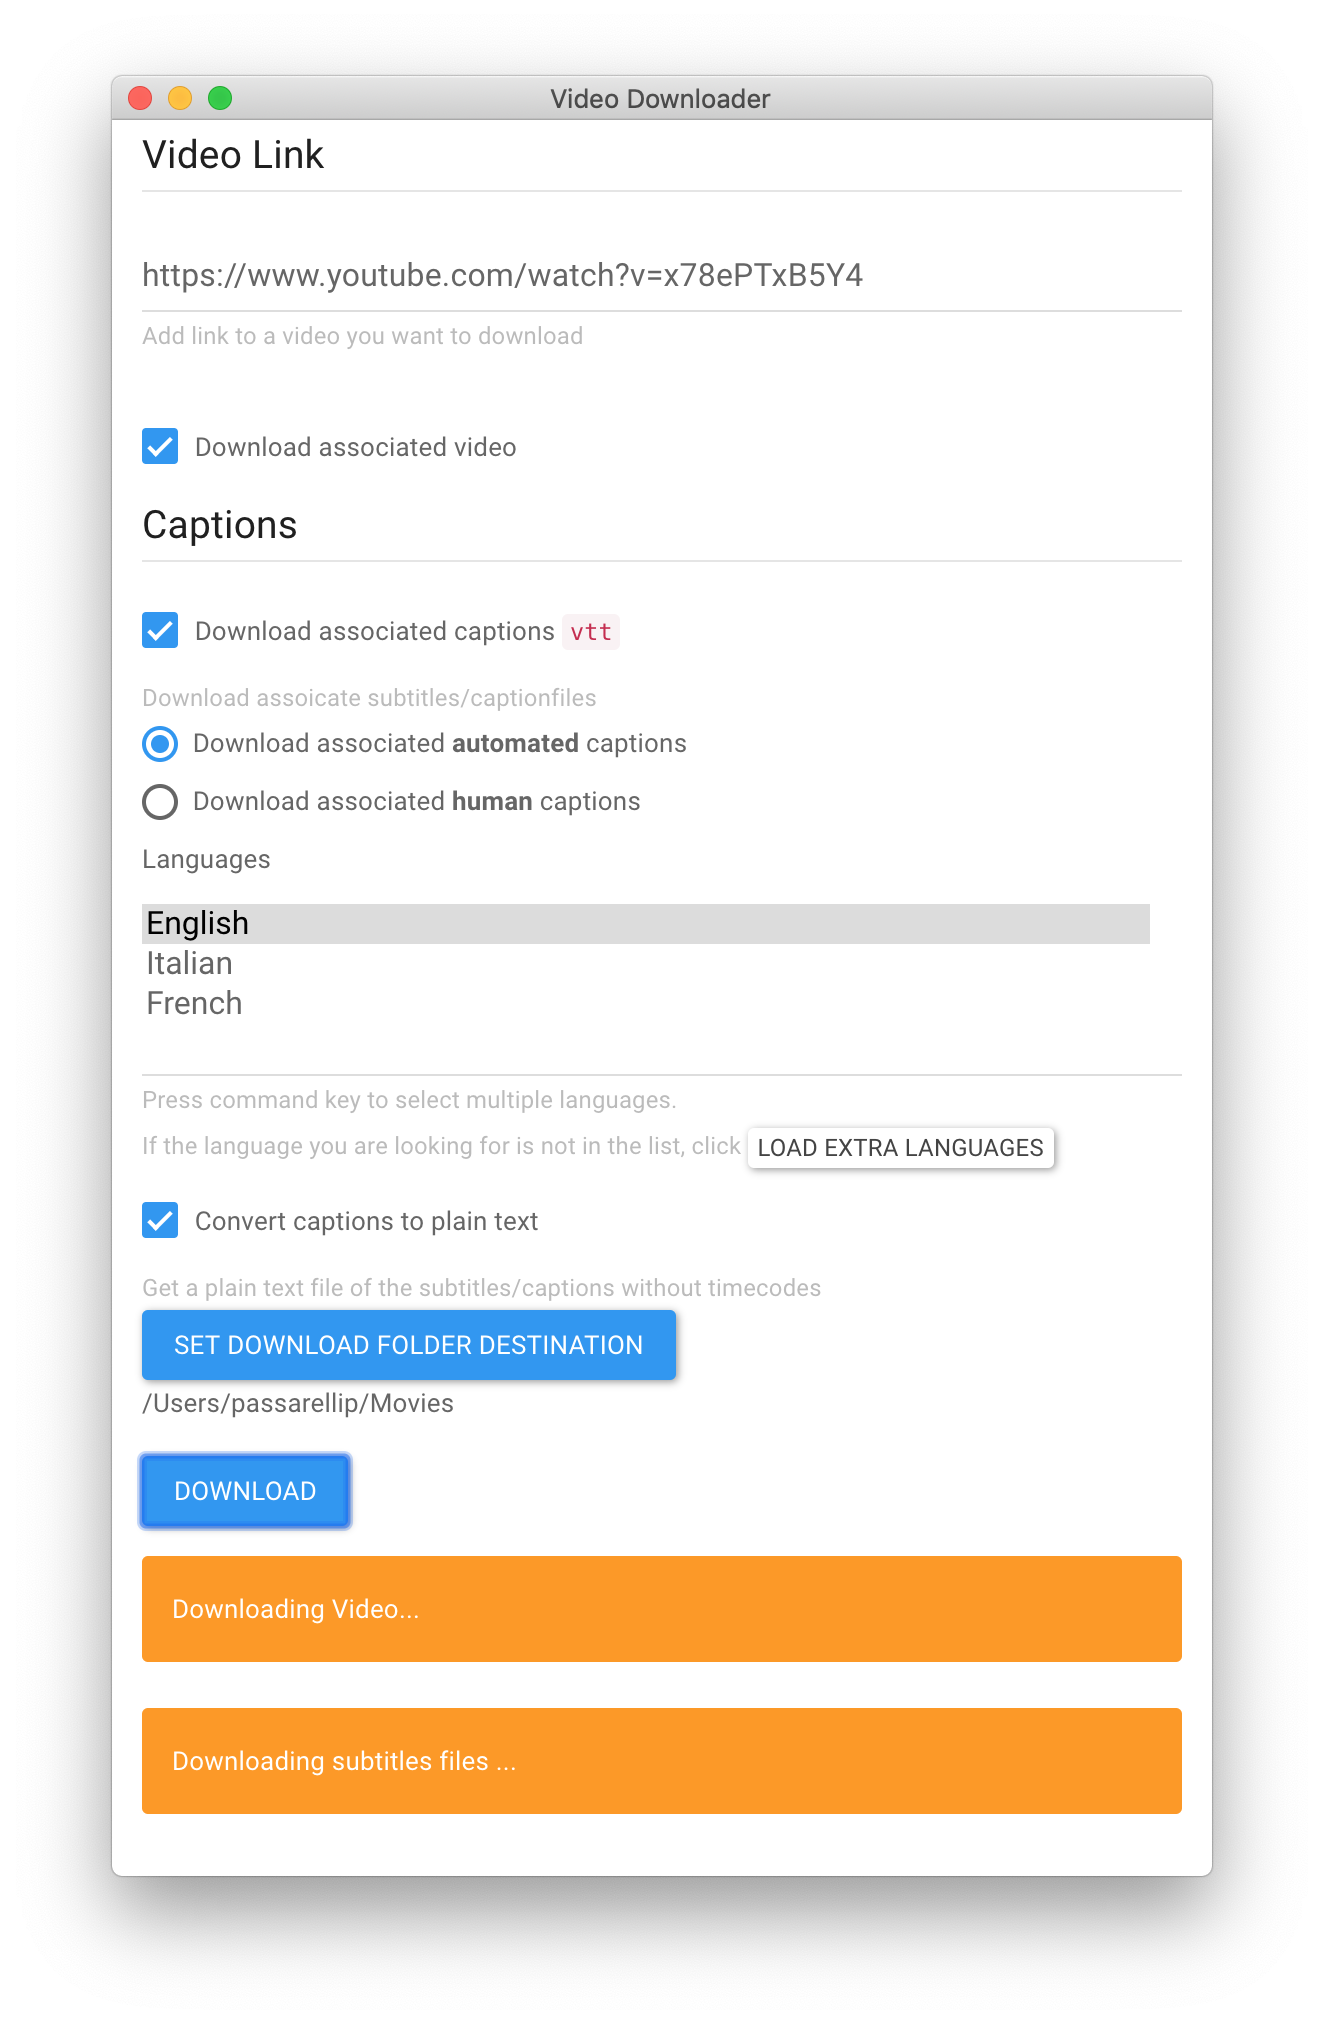 Video Downloader
Video Link
https://www.youtube.com/watch?v=x78ePTxB5Y4
Add link to a video you want to download
Download associated video
Captions
Download associated captions vtt
Download assoicate subtitles/captionfiles
Download associated automated captions
Download associated human captions
Languages
English
Italian
French
Press command key to select multiple languages.
If the language you are looking for is not in the list, click LOAD EXTRA LANGUAGES
Convert captions to plain text
Get a plain text file of the subtitles/captions without timecodes
SET DOWNLOAD FOLDER DESTINATION
/Users/passarellip/Movies
DOWNLOAD
Downloading Video...
Downloading subtitles files ...